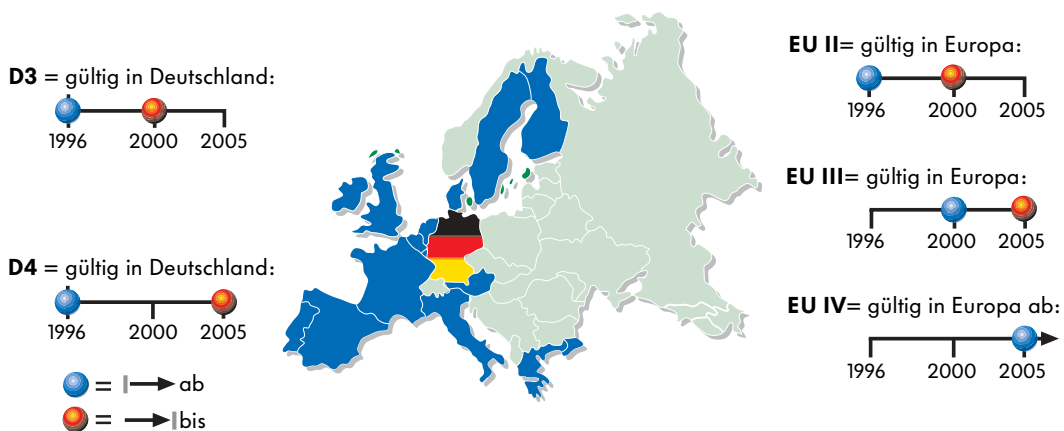 D3 = gültig in Deutschland:
1996 2000 2005
D4 = gültig in Deutschland:
1996 2000 2005
= ab
= bis
EU II= gültig in Europa:
1996 2000 2005
EU III= gültig in Europa:
1996 2000 2005
EU IV= gültig in Europa ab:
1996 2000 2005